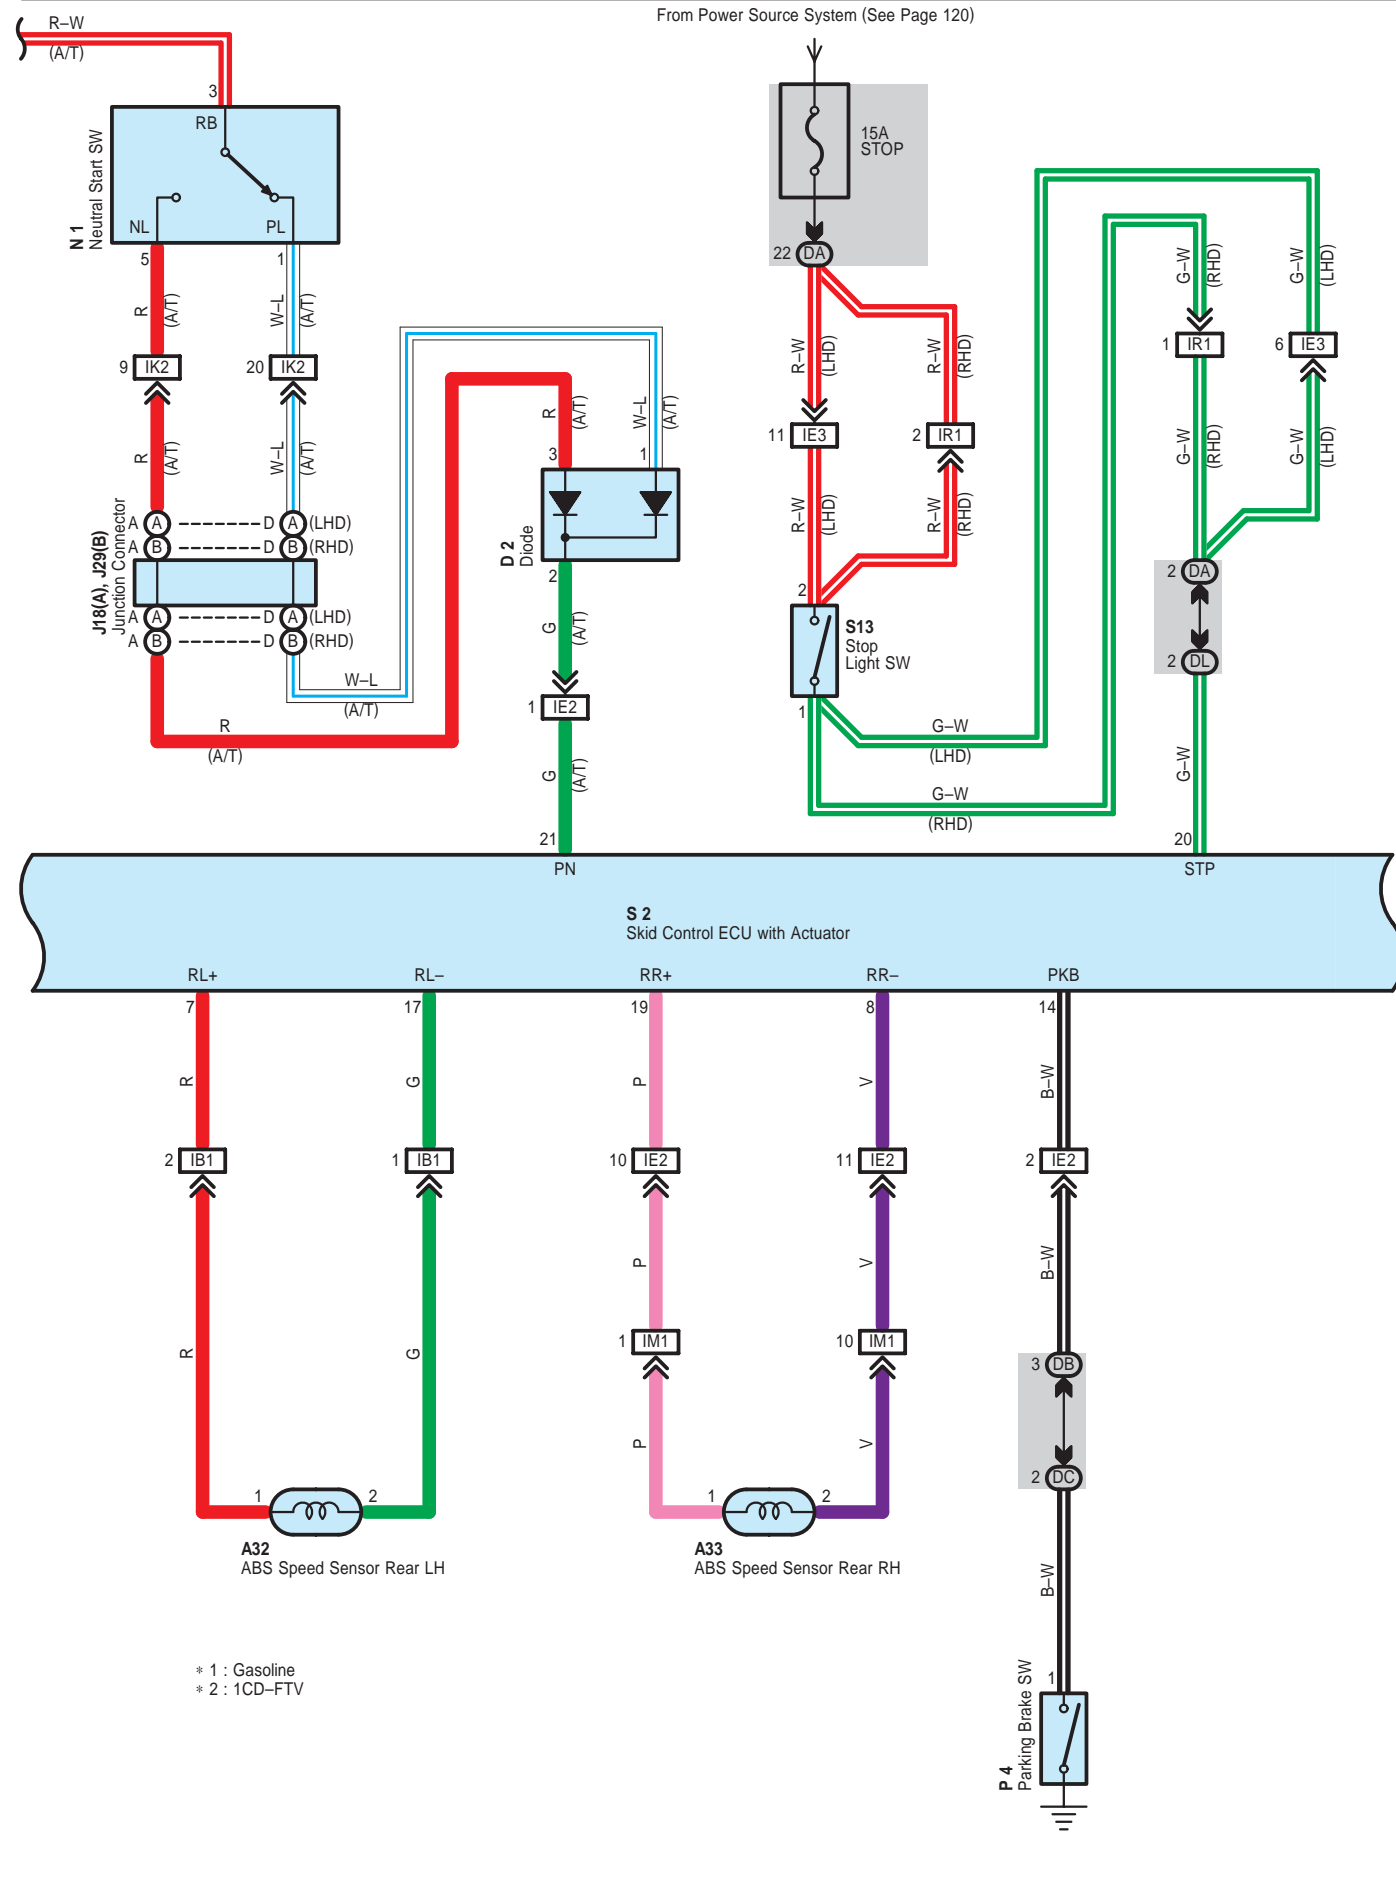 From Power Source System (See Page 120)
R–W
(A/T)
3
RB
NL
PL
N 1
Neutral Start SW
5
1
R
(A/T)
W–L
(A/T)
9 IK2
20 IK2
R
(A/T)
W–L
(A/T)
J18(A), J29(B)
Junction Connector
A A D A (LHD)
A B D B (RHD)
A A D A (LHD)
A B D B (RHD)
W–L
(A/T)
R
(A/T)
R
(A/T)
W–L
(A/T)
3
1
D 2
Diode
2
G
(A/T)
1 IE2
G
(A/T)
21
PN
15A
STOP
22 DA
R–W
(LHD)
R–W
(RHD)
11 IE3
2 IR1
R–W
(LHD)
R–W
(RHD)
2
S13
Stop
Light SW
1
G–W
(LHD)
G–W
(RHD)
G–W
(RHD)
G–W
(LHD)
1 IR1
6 IE3
G–W
(RHD)
G–W
(LHD)
2 DA
2 DL
G–W
20
STP
S 2
Skid Control ECU with Actuator
RL+
RL–
RR+
RR–
PKB
7
17
19
8
14
R
G
P
V
B–W
2 IB1
1 IB1
10 IE2
11 IE2
2 IE2
P
V
B–W
R
G
1 IM1
10 IM1
3 DB
P
V
2 DC
1
2
1
2
A32
ABS Speed Sensor Rear LH
A33
ABS Speed Sensor Rear RH
B–W
1
P 4
Parking Brake SW
* 1 : Gasoline
* 2 : 1CD–FTV